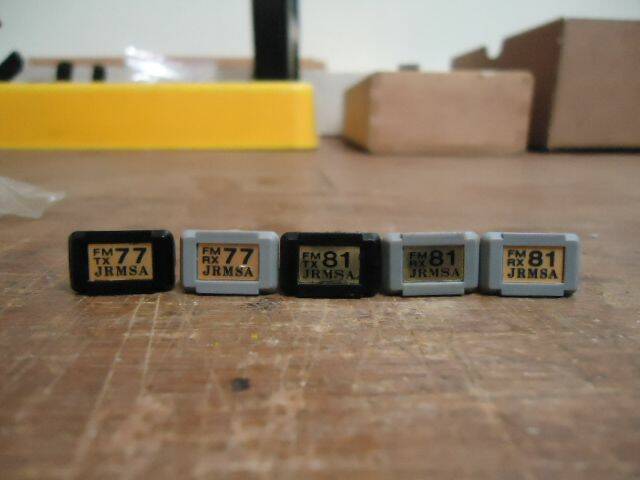 FM TX 77
JRMSA
FM RX 77
JRMSA
FM TX 81
JRMSA
FM RX 81
JRMSA
FM RX 81
JRMSA